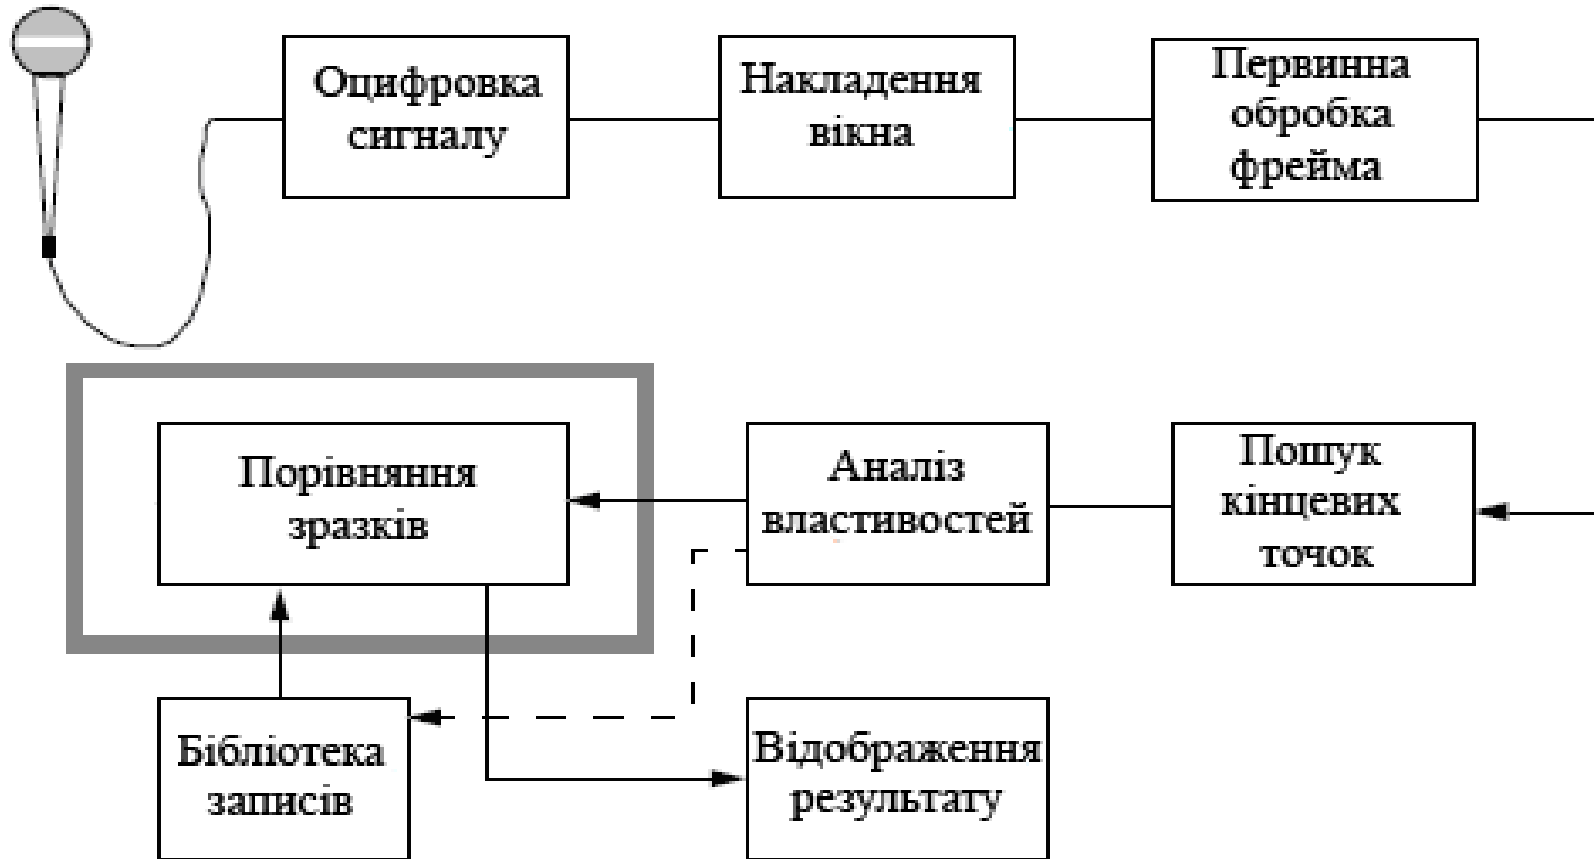 Оцифровка
сигналу
Накладення
вікна
Первинна
обробка
фрейма
Порівняння
зразків
Аналіз
властивостей
Пошук
кінцевих
точок
Бібліотека
записів
Відображення
результату